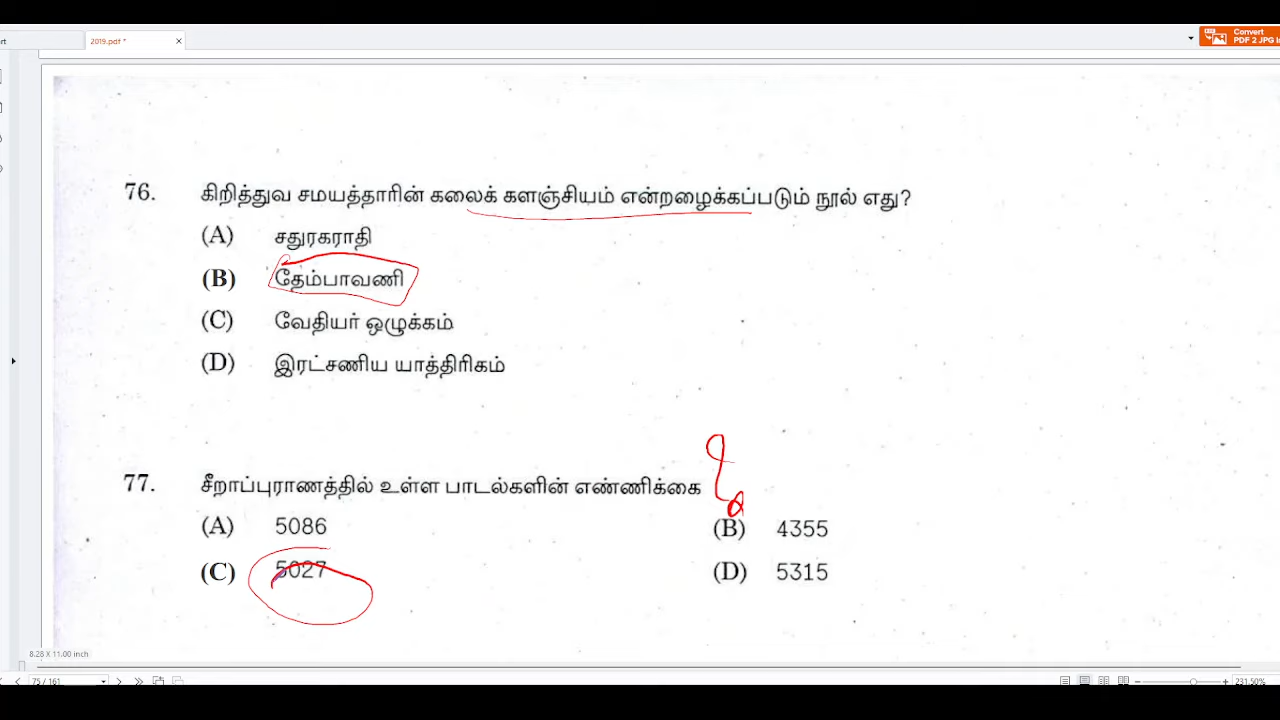 rt
2019.pdf *
Convert
PDF 2 JPG
76. கிறித்துவ சமயத்தாரின் கலைக் களஞ்சியம் என்றழைக்கப்படும் நூல் எது?
(A) சதுரகராதி
(B) தேம்பாவணி
(C) வேதியர் ஒழுக்கம்
(D) இரட்சணிய யாத்திரிகம்
77. சீறாப்புராணத்தில் உள்ள பாடல்களின் எண்ணிக்கை
(A) 5086 (B) 4355
(C) 5027 (D) 5315
8.28 X 11.00 inch
75 / 161
231.50%